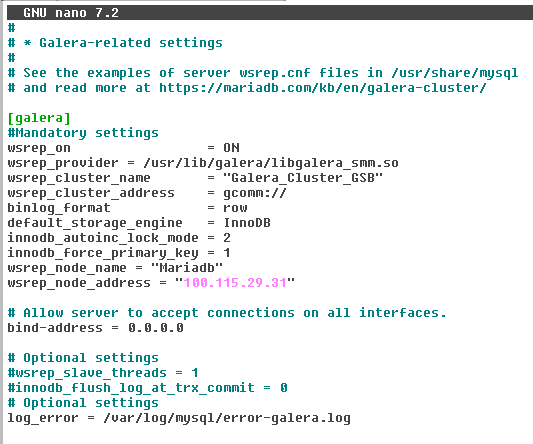 GNU nano 7.2
#
# * Galera-related settings
#
# See the examples of server wsrep.cnf files in /usr/share/mysql
# and read more at https://mariadb.com/kb/en/galera-cluster/
[galera]
#Mandatory settings
wsrep_on                 = ON
wsrep_provider = /usr/lib/galera/libgalera_smm.so
wsrep_cluster_name       = "Galera_Cluster_GSB"
wsrep_cluster_address    = gcomm://
binlog_format            = row
default_storage_engine   = InnoDB
innodb_autoinc_lock_mode = 2
innodb_force_primary_key = 1
wsrep_node_name = "Mariadb"
wsrep_node_address = "100.115.29.31"
# Allow server to accept connections on all interfaces.
bind-address = 0.0.0.0
# Optional settings
#wsrep_slave_threads = 1
#innodb_flush_log_at_trx_commit = 0
# Optional settings
log_error = /var/log/mysql/error-galera.log